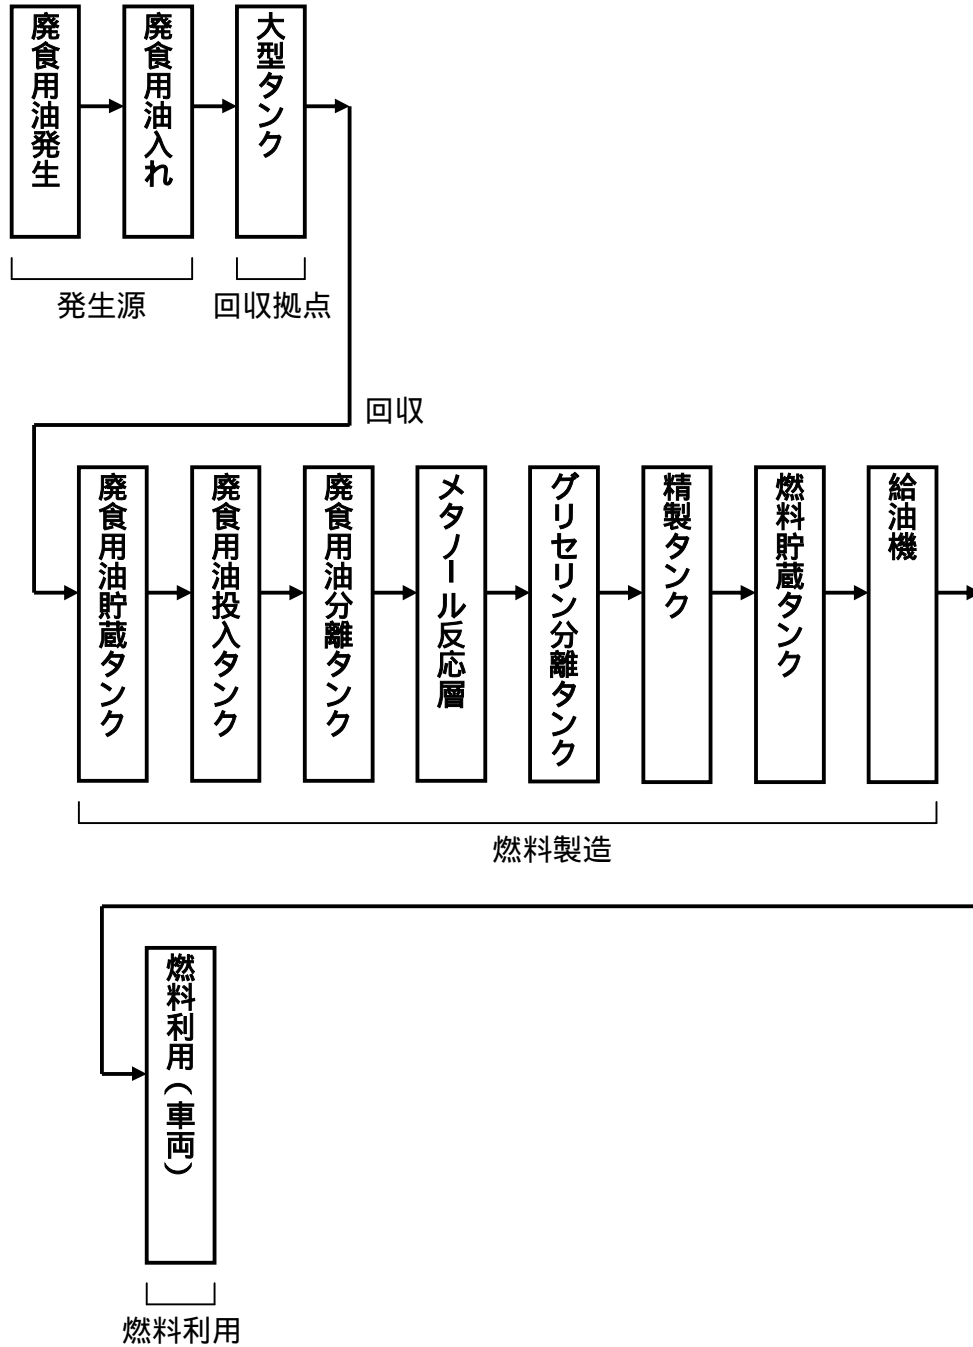 廃食用油発生
廃食用油入れ
大型タンク
発生源
回収拠点
回収
廃食用油貯蔵タンク
廃食用油投入タンク
廃食用油分離タンク
メタノール反応層
グリセリン分離タンク
精製タンク
燃料貯蔵タンク
給油機
燃料製造
燃料利用（車両）
燃料利用